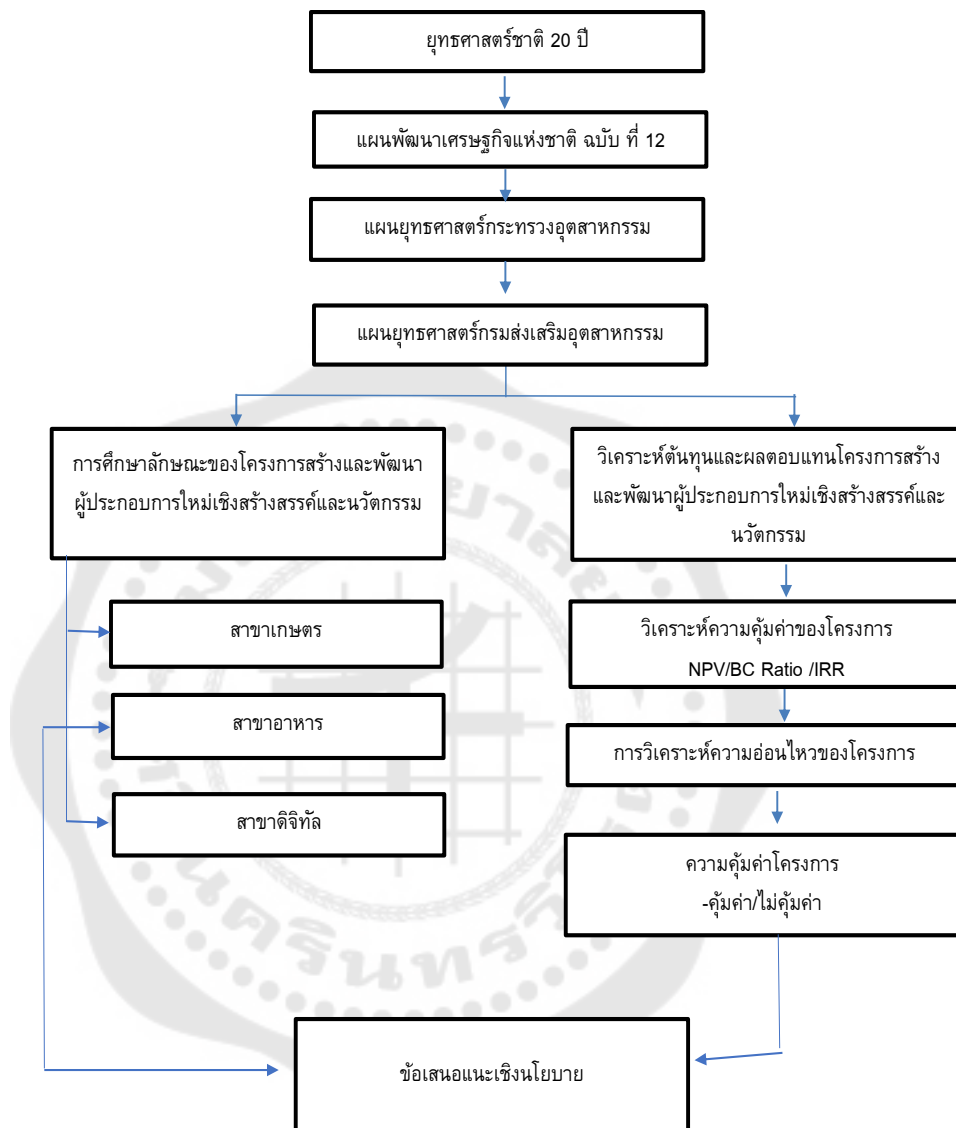 ยุทธศาสตร์ชาติ 20 ปี
แผนพัฒนาเศรษฐกิจแห่งชาติ ฉบับ ที่ 12
แผนยุทธศาสตร์กระทรวงอุตสาหกรรม
แผนยุทธศาสตร์กรมส่งเสริมอุตสาหกรรม
การศึกษาลักษณะของโครงการสร้างและพัฒนา
ผู้ประกอบการใหม่เชิงสร้างสรรค์และนวัตกรรม
สาขาเกษตร
สาขาอาหาร
สาขาดิจิทัล
วิเคราะห์ต้นทุนและผลตอบแทนโครงการสร้าง
และพัฒนาผู้ประกอบการใหม่เชิงสร้างสรรค์และ
นวัตกรรม
วิเคราะห์ความคุ้มค่าของโครงการ
NPV/BC Ratio /IRR
การวิเคราะห์ความอ่อนไหวของโครงการ
ความคุ้มค่าโครงการ
-คุ้มค่า/ไม่คุ้มค่า
ข้อเสนอแนะเชิงนโยบาย